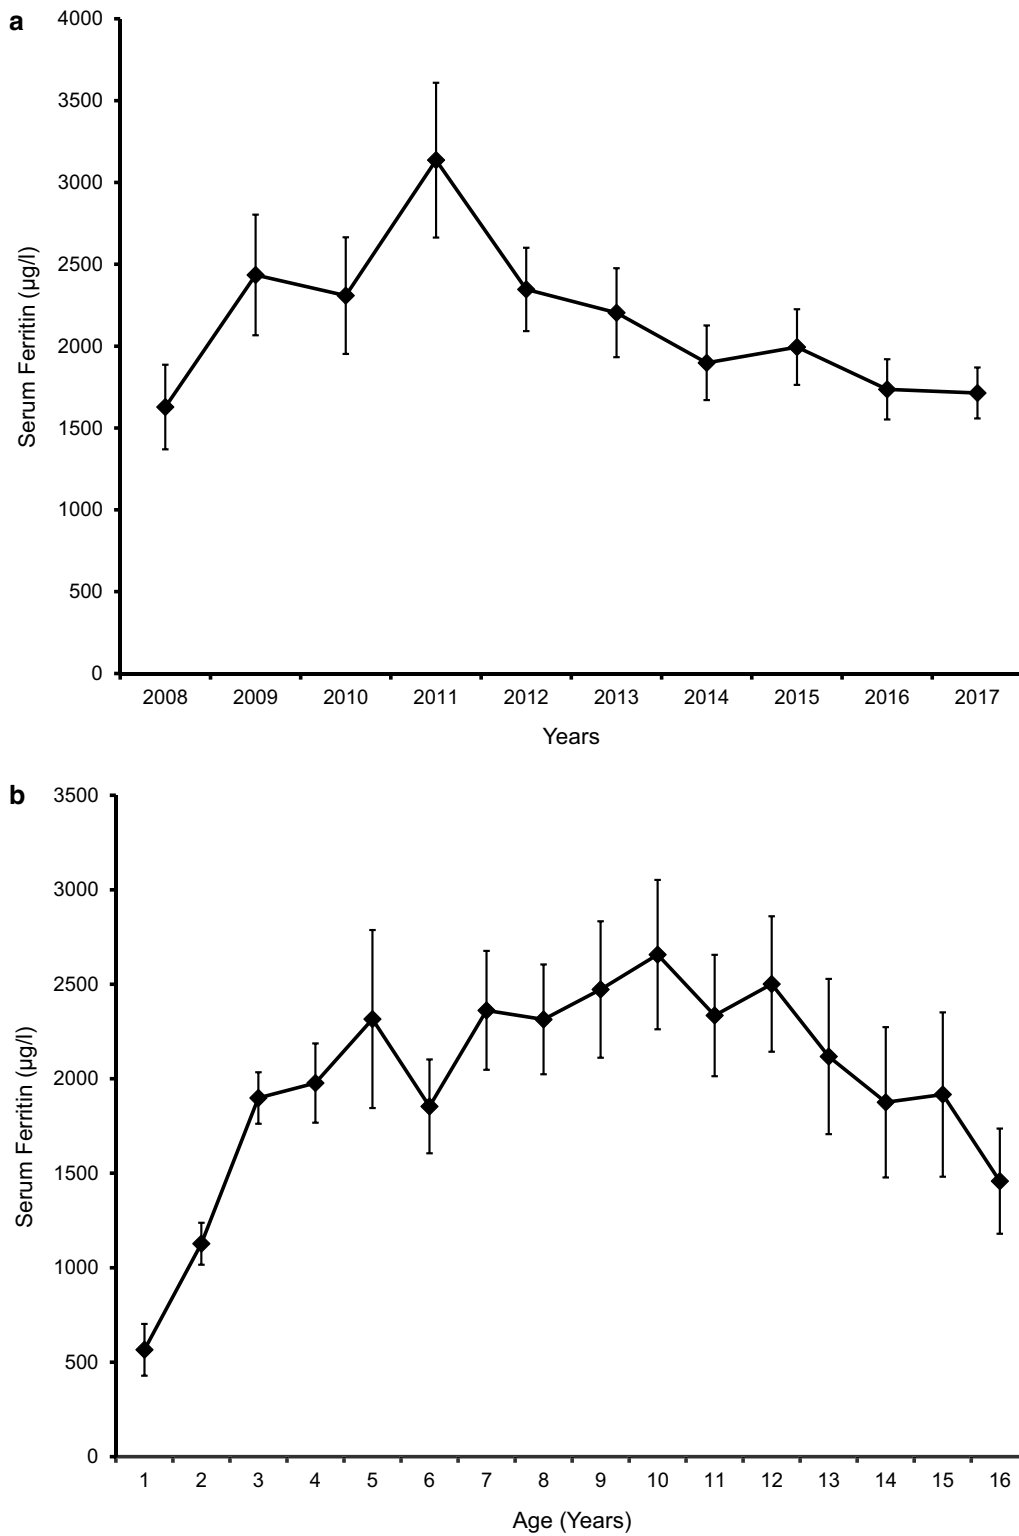 a
4000
3500
3000
2500
2000
1500
1000
500
0
Serum Ferritin (µg/l)
2008 2009 2010 2011 2012 2013 2014 2015 2016 2017
Years
b
3500
3000
2500
2000
1500
1000
500
0
Serum Ferritin (µg/l)
1 2 3 4 5 6 7 8 9 10 11 12 13 14 15 16
Age (Years)